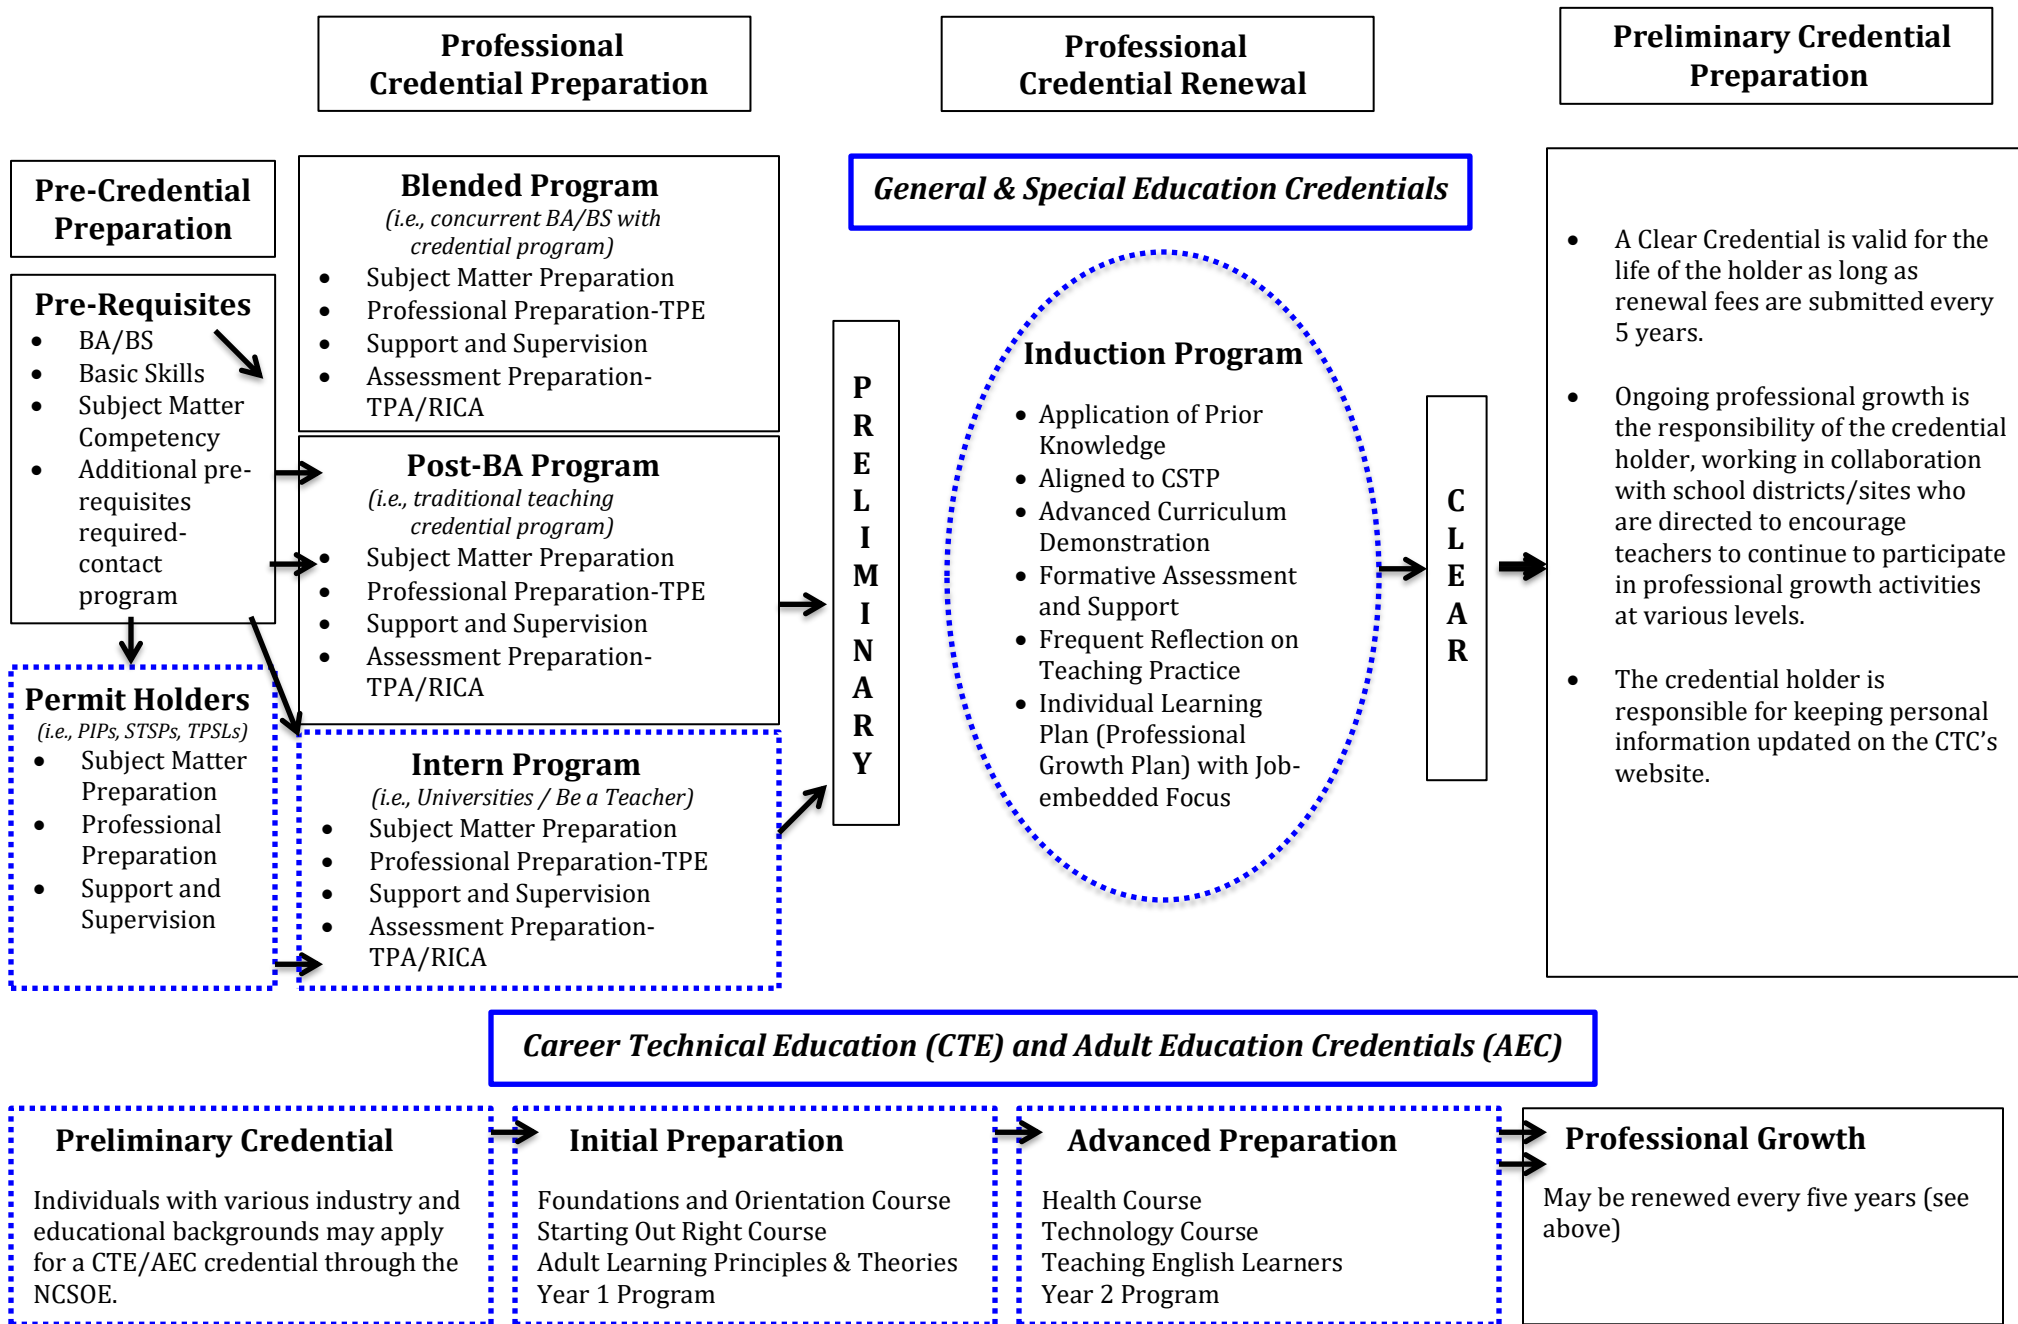 Professional
Credential Preparation
Professional
Credential Renewal
Preliminary Credential
Preparation
Pre-Credential
Preparation
Pre-Requisites
• BA/BS
• Basic Skills
• Subject Matter
Competency
• Additional pre-
requisites
required-
contact
program
Permit Holders
(i.e., PIPs, STSPs, TPSLs)
• Subject Matter
Preparation
• Professional
Preparation
• Support and
Supervision
Blended Program
(i.e., concurrent BA/BS with
credential program)
• Subject Matter Preparation
• Professional Preparation-TPE
• Support and Supervision
• Assessment Preparation-
TPA/RICA
Post-BA Program
(i.e., traditional teaching
credential program)
• Subject Matter Preparation
• Professional Preparation-TPE
• Support and Supervision
• Assessment Preparation-
TPA/RICA
Intern Program
(i.e., Universities / Be a Teacher)
• Subject Matter Preparation
• Professional Preparation-TPE
• Support and Supervision
• Assessment Preparation-
TPA/RICA
P
R
E
L
I
M
I
N
A
R
Y
General & Special Education Credentials
Induction Program
• Application of Prior
Knowledge
• Aligned to CSTP
• Advanced Curriculum
Demonstration
• Formative Assessment
and Support
• Frequent Reflection on
Teaching Practice
• Individual Learning
Plan (Professional
Growth Plan) with Job-
embedded Focus
C
L
E
A
R
• A Clear Credential is valid for the
life of the holder as long as
renewal fees are submitted every
5 years.
• Ongoing professional growth is
the responsibility of the credential
holder, working in collaboration
with school districts/sites who
are directed to encourage
teachers to continue to participate
in professional growth activities
at various levels.
• The credential holder is
responsible for keeping personal
information updated on the CTC’s
website.
Career Technical Education (CTE) and Adult Education Credentials (AEC)
Preliminary Credential
Individuals with various industry and
educational backgrounds may apply
for a CTE/AEC credential through the
NCSOE.
Initial Preparation
Foundations and Orientation Course
Starting Out Right Course
Adult Learning Principles & Theories
Year 1 Program
Advanced Preparation
Health Course
Technology Course
Teaching English Learners
Year 2 Program
Professional Growth
May be renewed every five years (see
above)